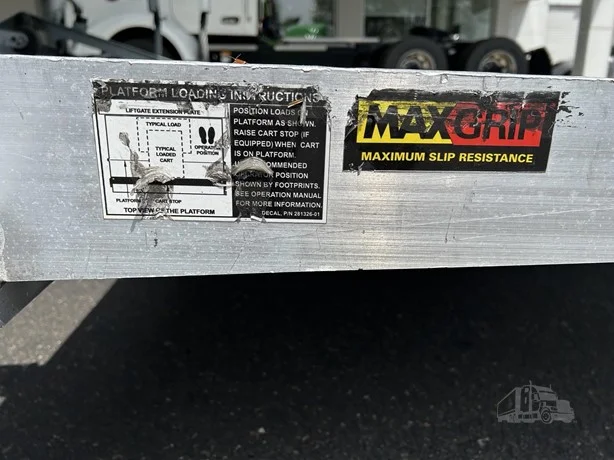 PLATFORM LOADING INSTRUCTIONS
LIFTGATE EXTENSION PLATE
TYPICAL LOAD
TYPICAL
LOADED
CART
OPERATOR
POSITION
PLATFORM
CART STOP
TOP VIEW OF THE PLATFORM
POSITION LOADS
PLATFORM AS SHOWN.
RAISE CART STOP (IF
EQUIPPED) WHEN CART
IS ON PLATFORM.
POSITION
SHOWN BY FOOTPRINTS.
SEE OPERATION MANUAL
FOR MORE INFORMATION.
DECAL, P/N 281326-01
MAXGRIP
MAXIMUM SLIP RESISTANCE